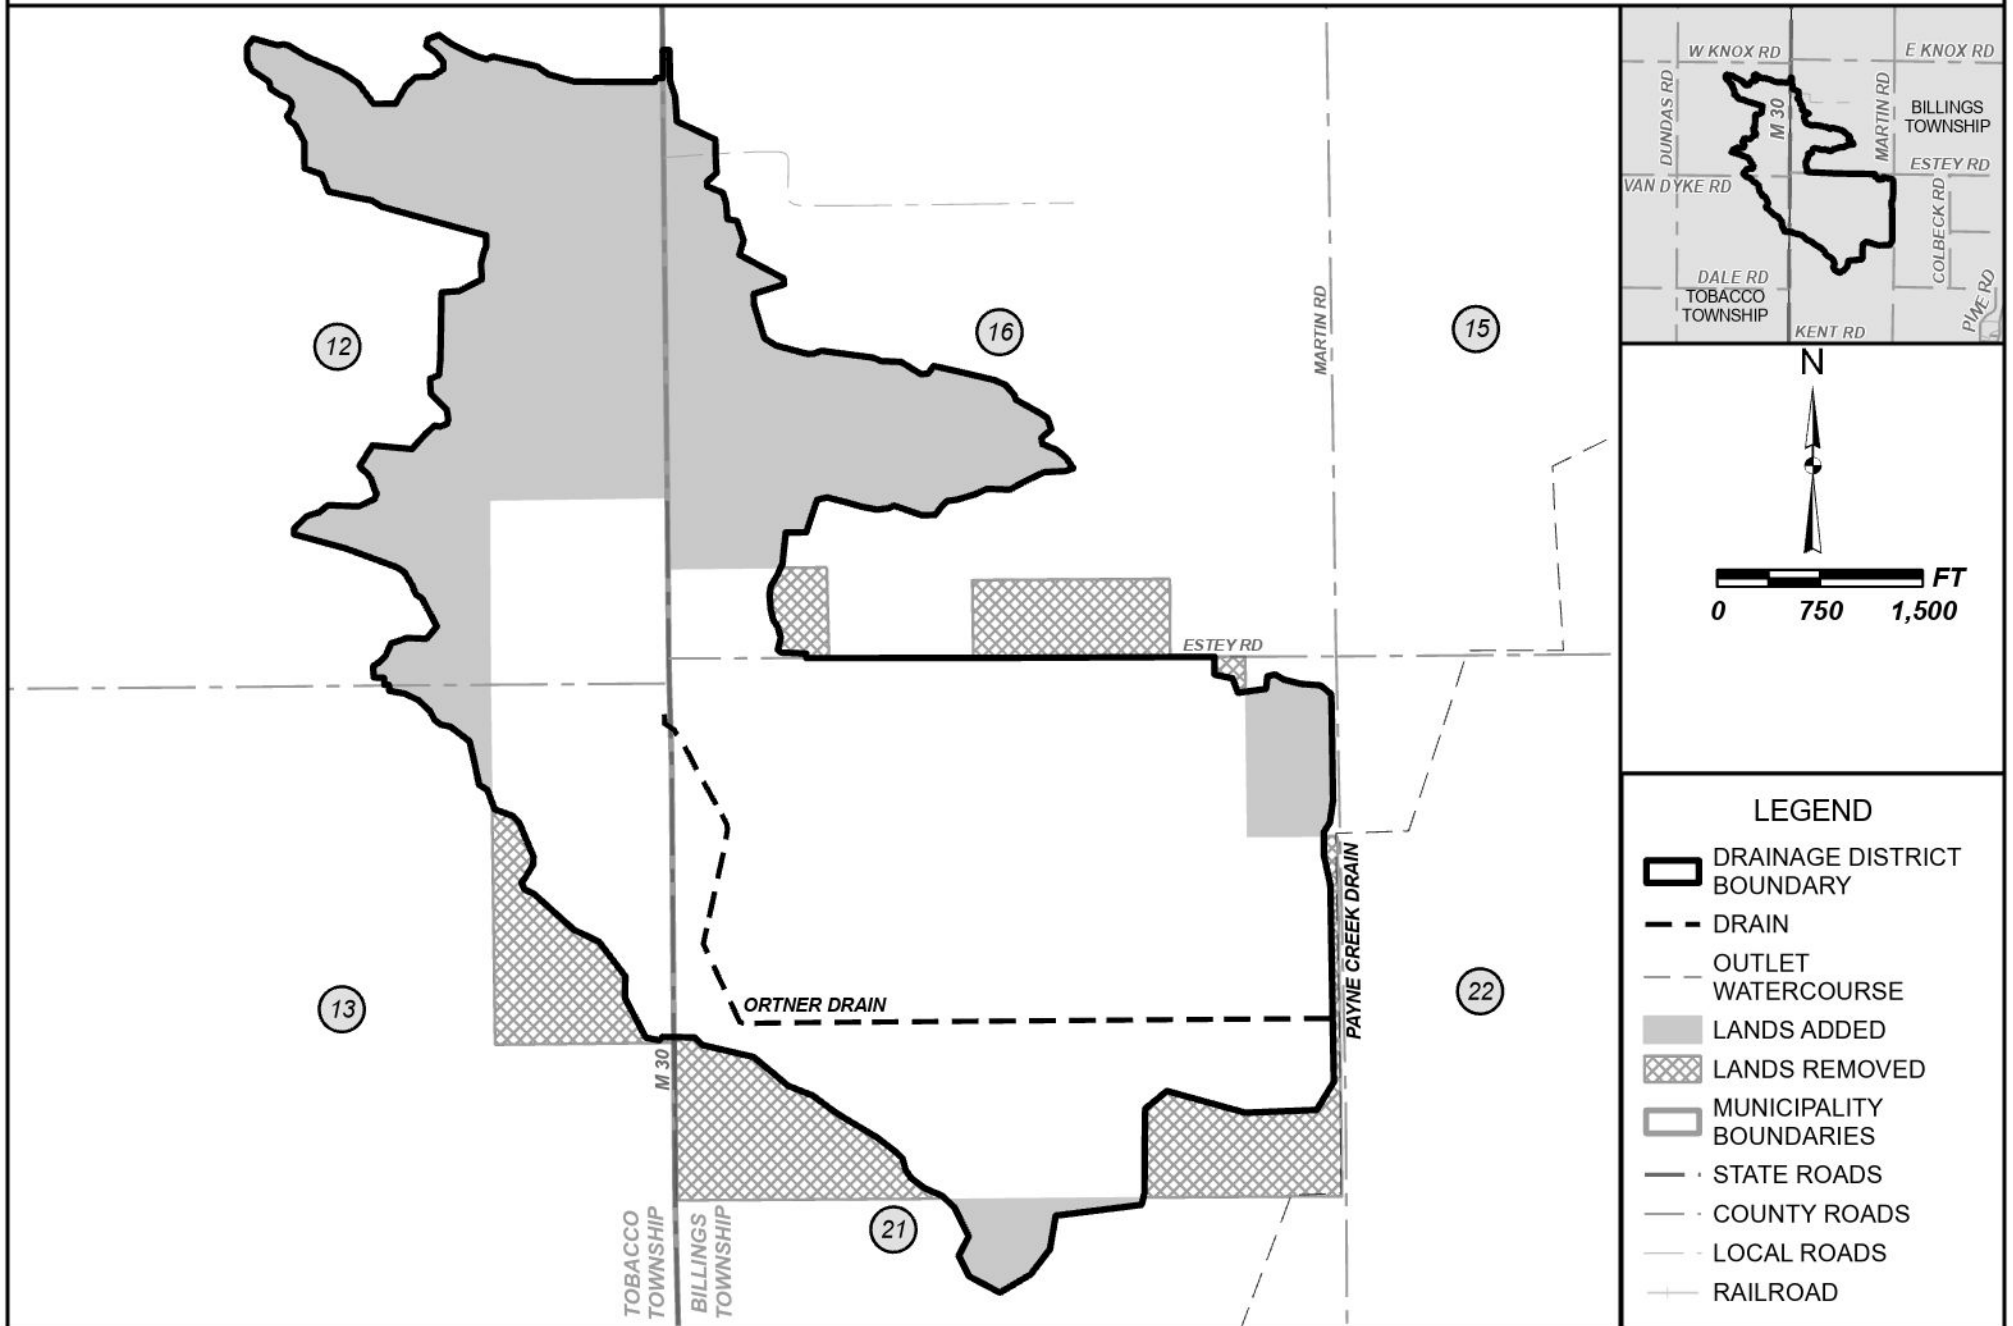 W KNOX RD
E KNOX RD
DUNDAS RD
M 30
MARTIN RD
BILLINGS
TOWNSHIP
ESTEY RD
VAN DYKE RD
COLBECK RD
DALE RD
TOBACCO
TOWNSHIP
PINE RD
KENT RD
12
16
MARTIN RD
15
N
FT
0 750 1,500
ESTEY RD
13
ORTNER DRAIN
PAYNE CREEK DRAIN
22
M 30
TOBACCO
TOWNSHIP
BILLINGS
TOWNSHIP
21
LEGEND
DRAINAGE DISTRICT
BOUNDARY
DRAIN
OUTLET
WATERCOURSE
LANDS ADDED
LANDS REMOVED
MUNICIPALITY
BOUNDARIES
STATE ROADS
COUNTY ROADS
LOCAL ROADS
RAILROAD